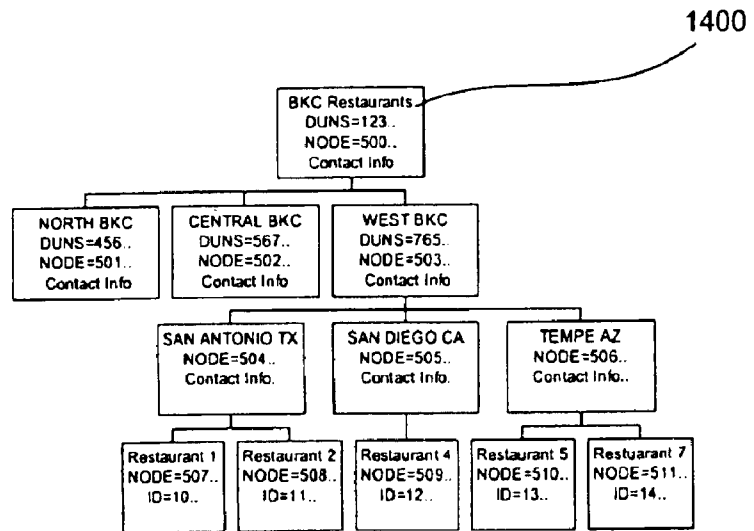 1400
BKC Restaurants
DUNS=123..
NODE=500..
Contact Info
NORTH BKC
DUNS=456..
NODE=501..
Contact Info
CENTRAL BKC
DUNS=567..
NODE=502..
Contact Info
WEST BKC
DUNS=765..
NODE=503..
Contact Info
SAN ANTONIO TX
NODE=504..
Contact Info.
SAN DIEGO CA
NODE=505..
Contact Info.
TEMPE AZ
NODE=506..
Contact Info..
Restaurant 1
NODE=507..
ID=10..
Restaurant 2
NODE=508..
ID=11..
Restaurant 4
NODE=509..
ID=12..
Restaurant 5
NODE=510..
ID=13..
Restuarant 7
NODE=511..
ID=14..